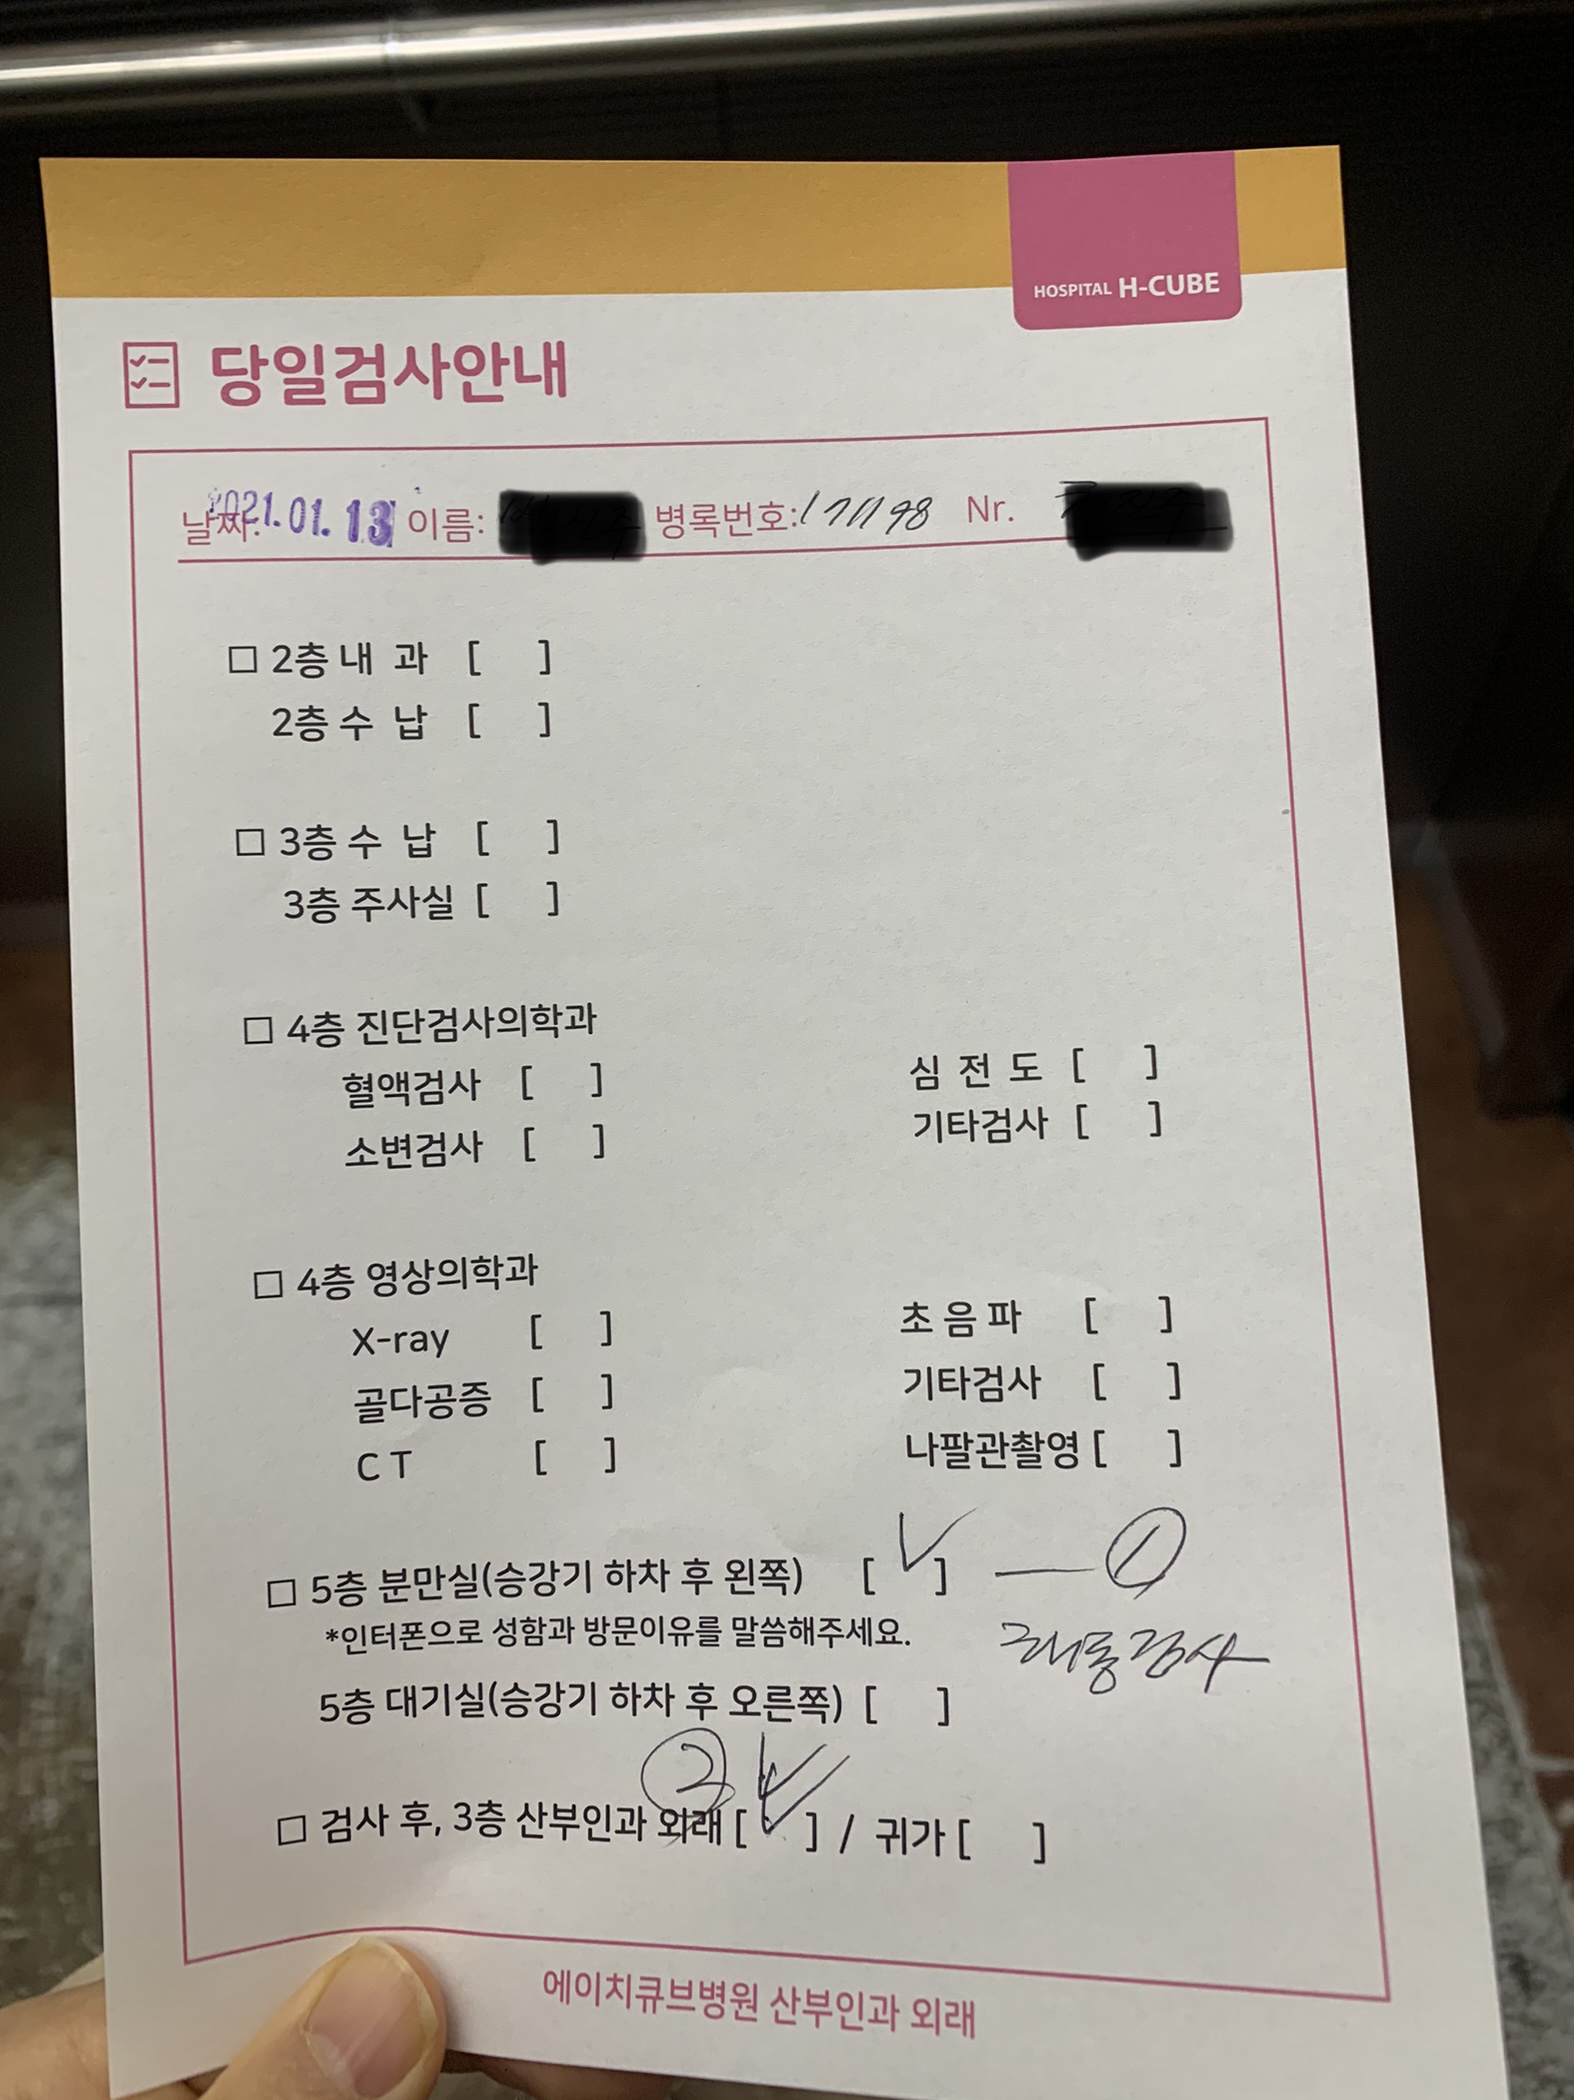 HOSPITAL H-CUBE
당일검사안내
날짜: 2021.01.13 이름: 병록번호: 171198 Nr.
□ 2층 내 과 [ ]
2층 수 납 [ ]
□ 3층 수 납 [ ]
3층 주사실 [ ]
□ 4층 진단검사의학과
혈액검사 [ ] 심 전 도 [ ]
소변검사 [ ] 기타검사 [ ]
□ 4층 영상의학과
X-ray [ ] 초 음 파 [ ]
골다공증 [ ] 기타검사 [ ]
C T [ ] 나팔관촬영 [ ]
□ 5층 분만실(승강기 하차 후 왼쪽) [ ✓ ] — ①
*인터폰으로 성함과 방문이유를 말씀해주세요. 태동검사
5층 대기실(승강기 하차 후 오른쪽) [ ]
②
□ 검사 후, 3층 산부인과 외래 [ ✓ ] / 귀가 [ ]
에이치큐브병원 산부인과 외래